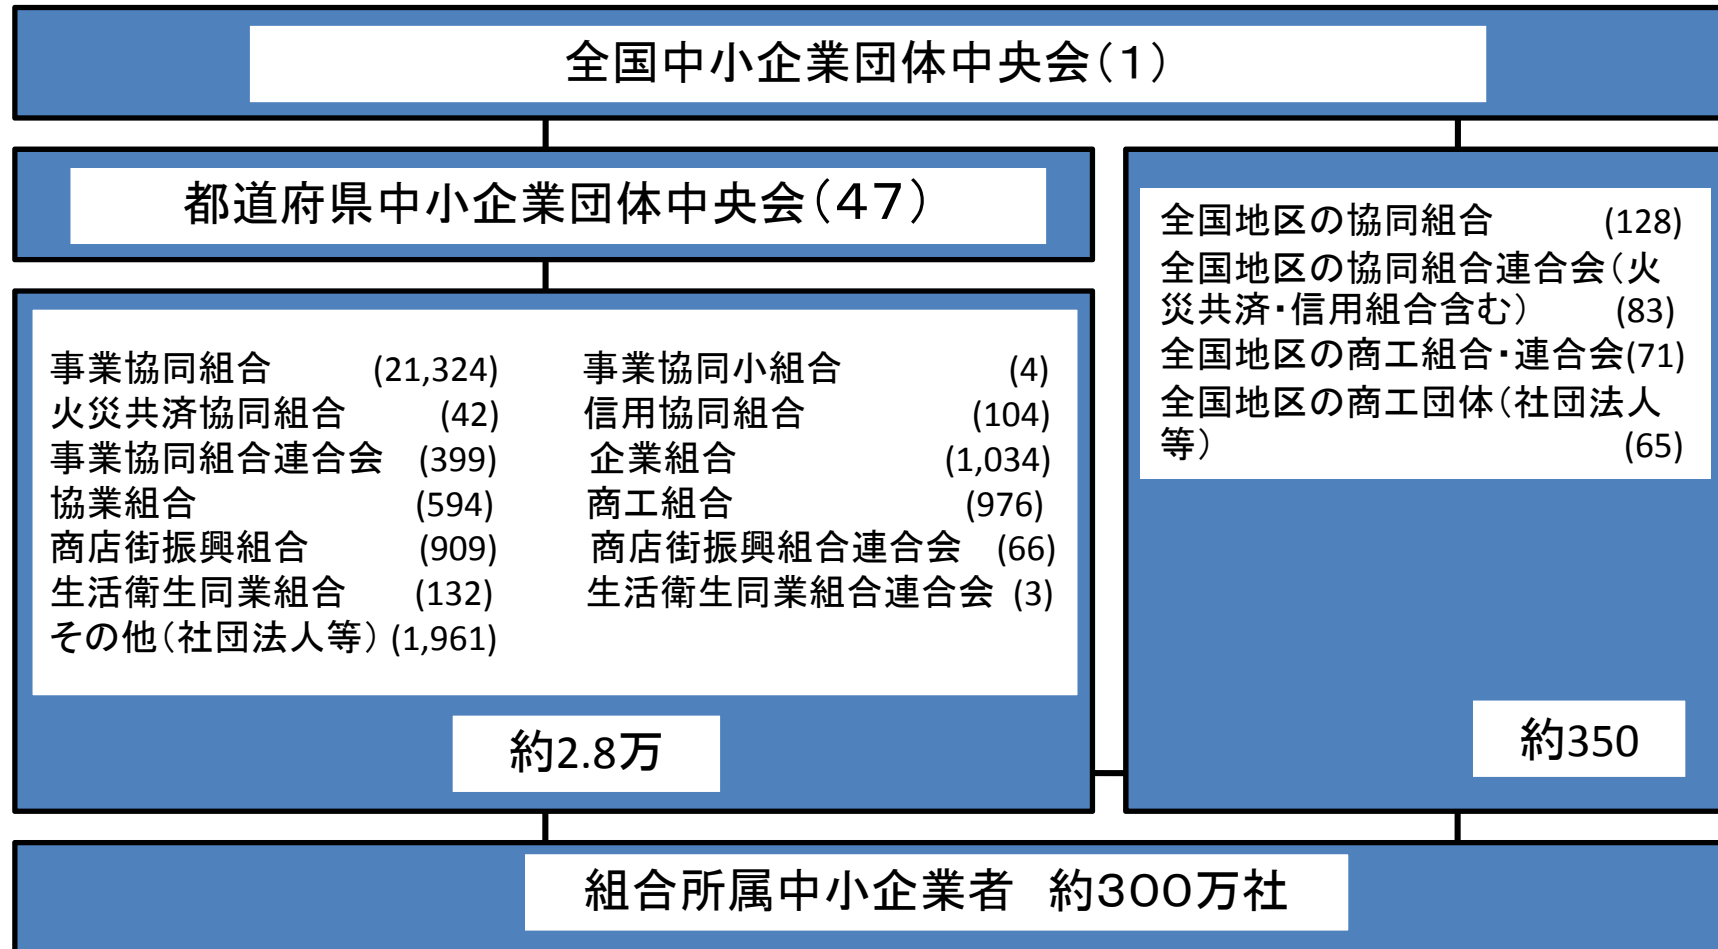 全国中小企業団体中央会（１）
都道府県中小企業団体中央会（４７）
事業協同組合 (21,324) 事業協同小組合 (4)
火災共済協同組合 (42) 信用協同組合 (104)
事業協同組合連合会 (399) 企業組合 (1,034)
協業組合 (594) 商工組合 (976)
商店街振興組合 (909) 商店街振興組合連合会 (66)
生活衛生同業組合 (132) 生活衛生同業組合連合会 (3)
その他（社団法人等） (1,961)
約2.8万
全国地区の協同組合 (128)
全国地区の協同組合連合会（火
災共済・信用組合含む） (83)
全国地区の商工組合・連合会(71)
全国地区の商工団体（社団法人
等） (65)
約350
組合所属中小企業者　約３００万社